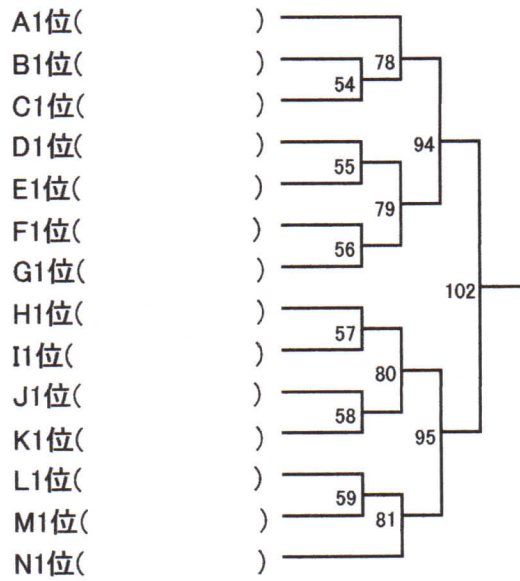 A1位( )
78
B1位( )
54
C1位( )
94
D1位( )
55
E1位( )
79
F1位( )
56
G1位( )
102
H1位( )
57
I1位( )
80
J1位( )
58
K1位( )
95
L1位( )
59
M1位( )
81
N1位( )